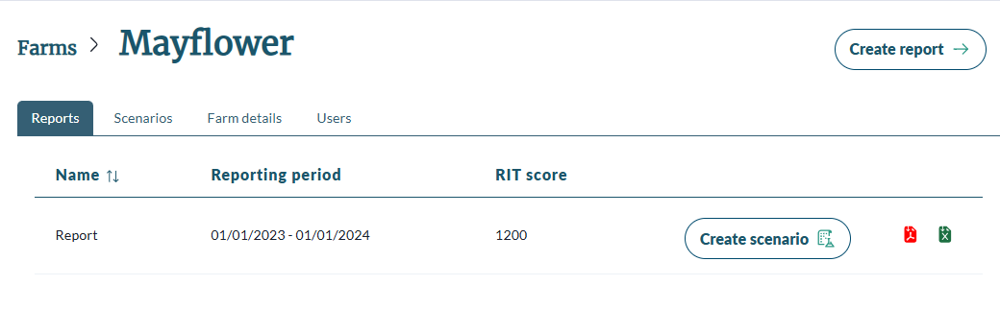 Farms > Mayflower
Create report →
Reports Scenarios Farm details Users
Name ↑↓ Reporting period RIT score
Report 01/01/2023 - 01/01/2024 1200 Create scenario